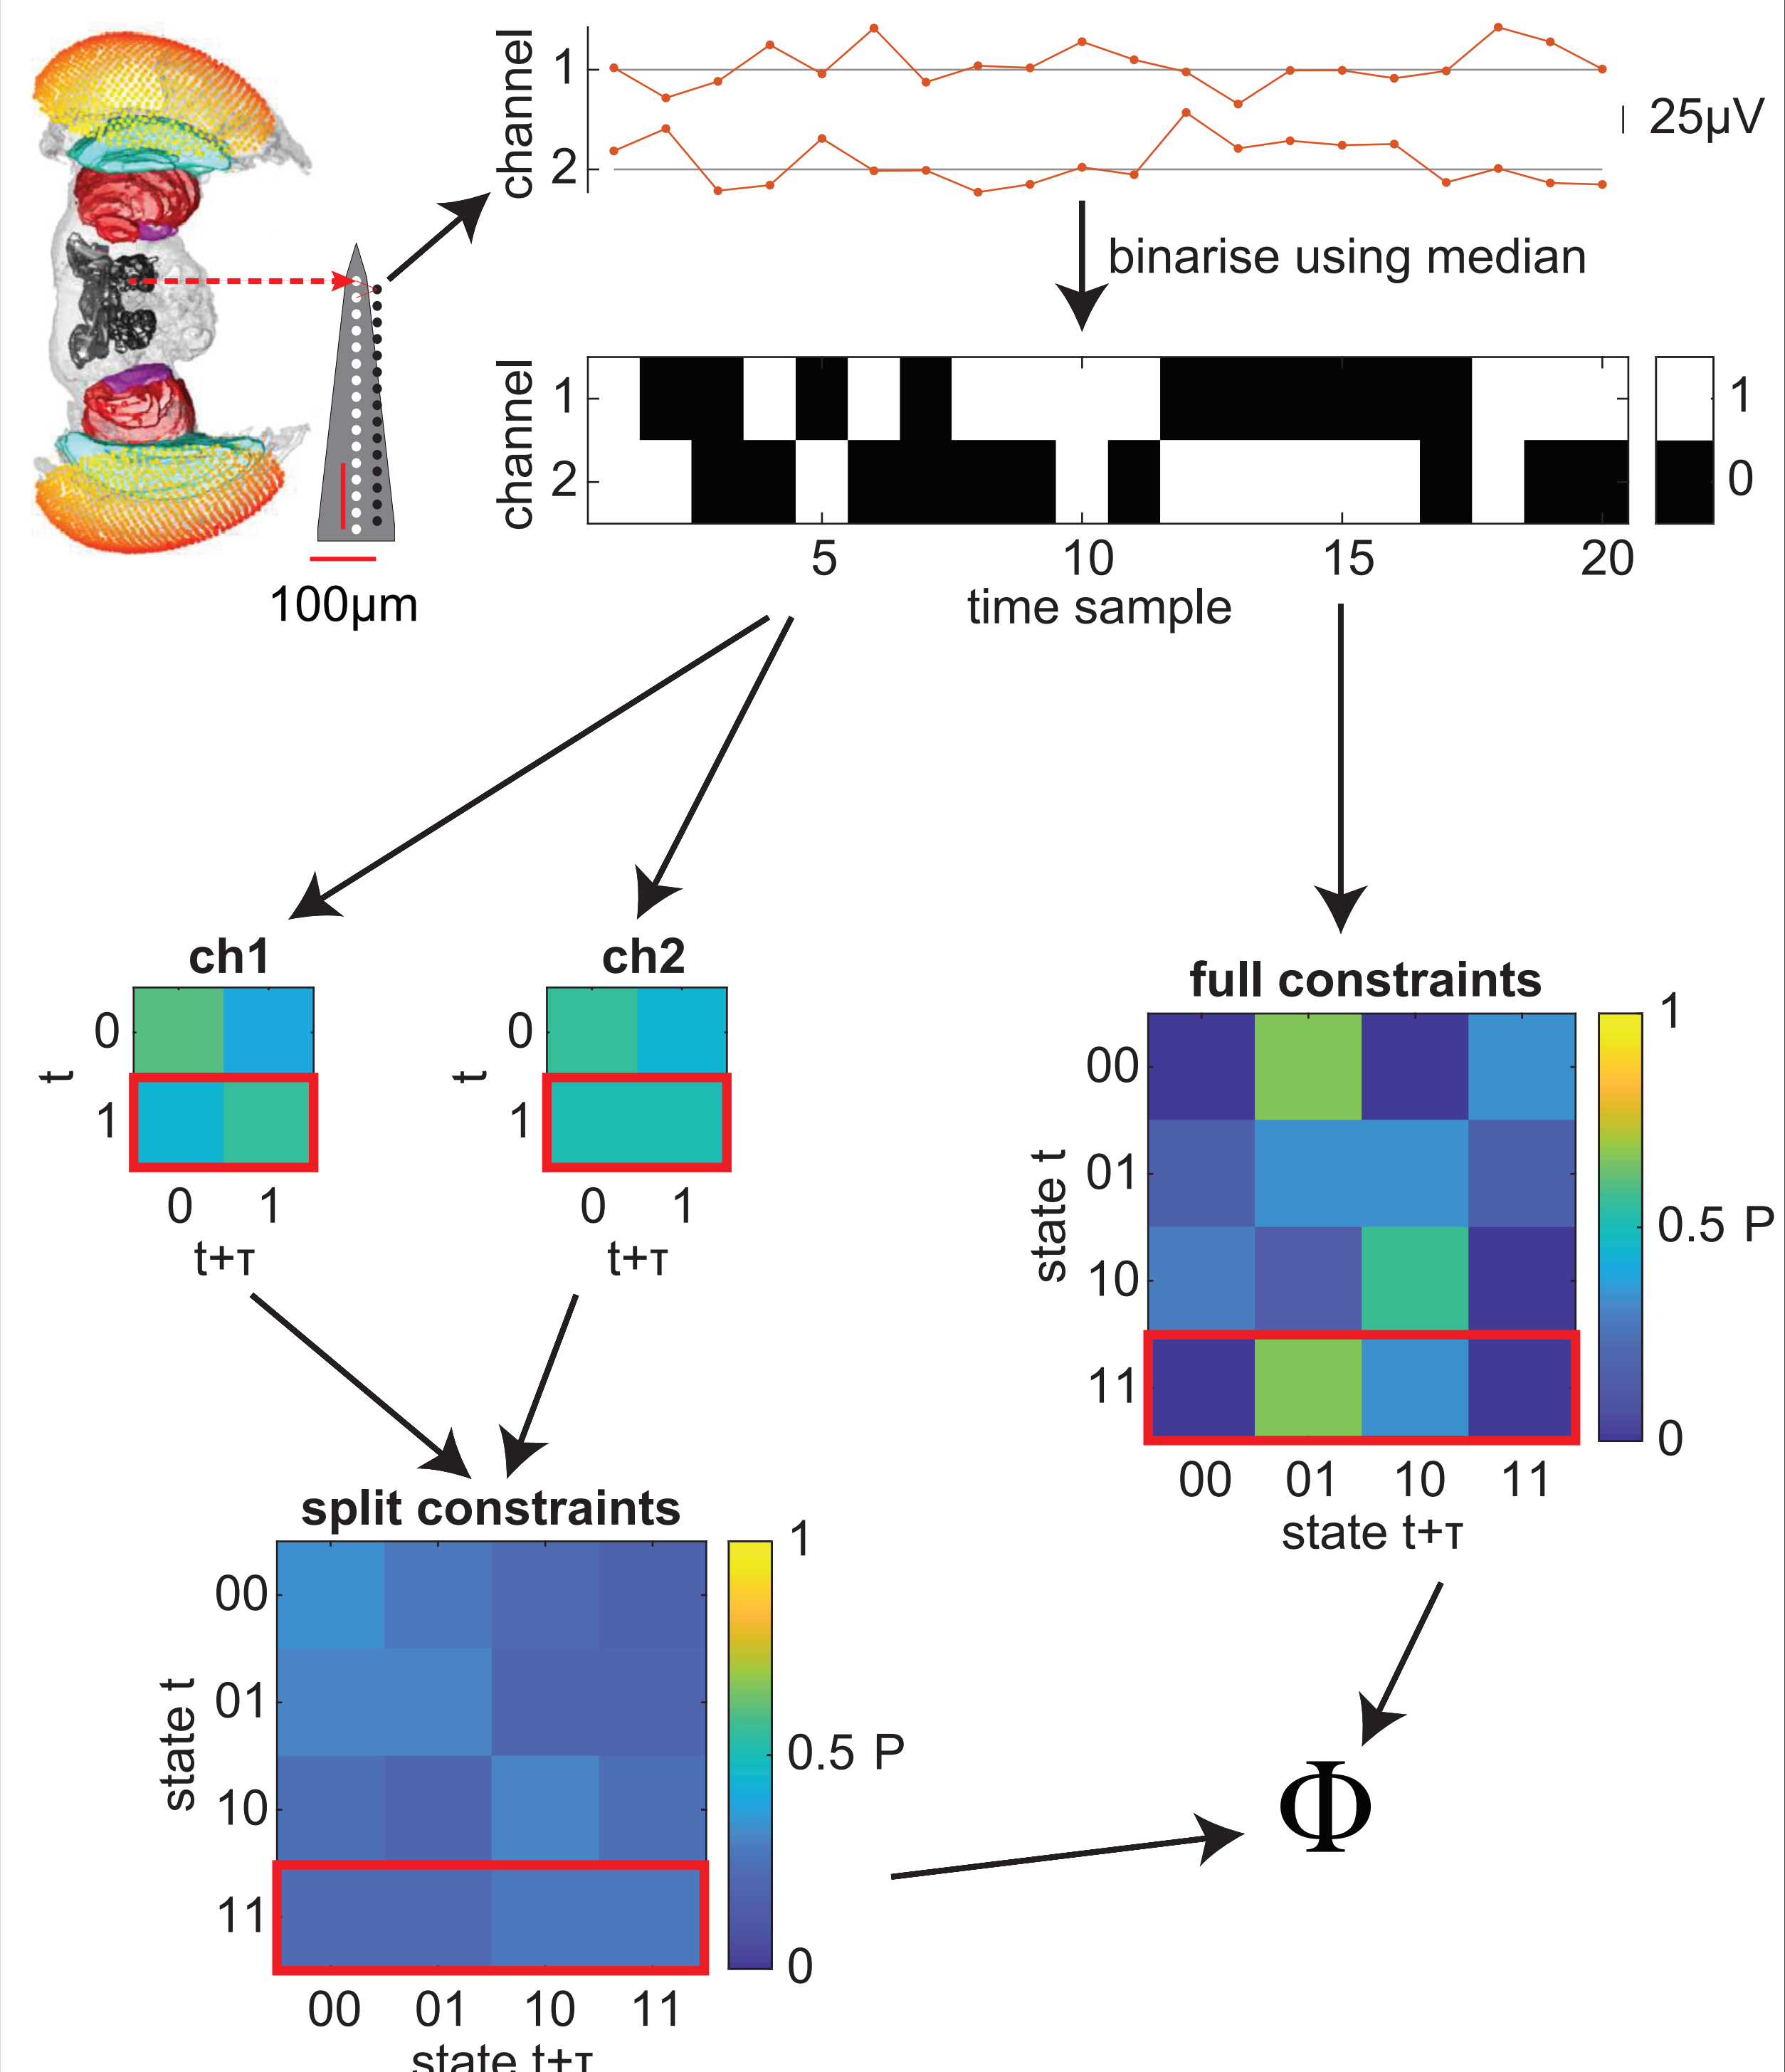 channel
1
2
25µV
binarise using median
channel
1
2
1
0
5 10 15 20
time sample
100µm
ch1
t
0
1
0 1
t+τ
ch2
t
0
1
0 1
t+τ
full constraints
state t
00
01
10
11
00 01 10 11
state t+τ
1
0.5 P
0
split constraints
state t
00
01
10
11
00 01 10 11
state t+τ
1
0.5 P
0
Φ